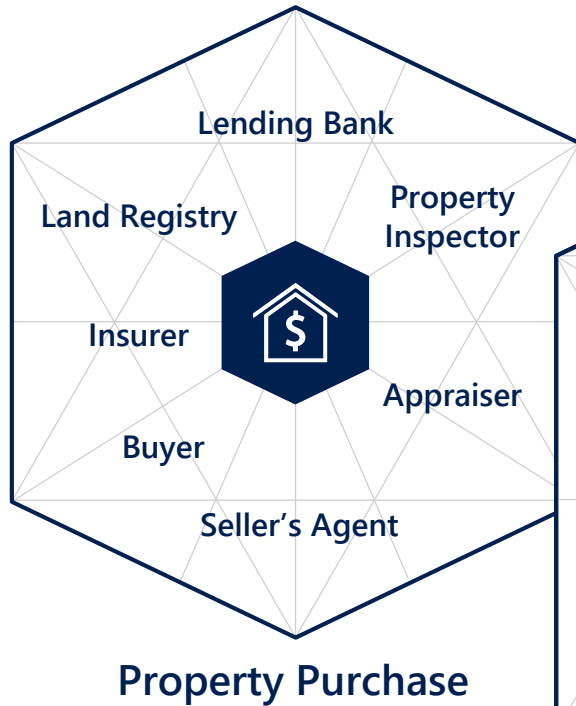 Lending Bank
Property
Inspector
Land Registry
Insurer
$
Appraiser
Buyer
Seller's Agent
Property Purchase